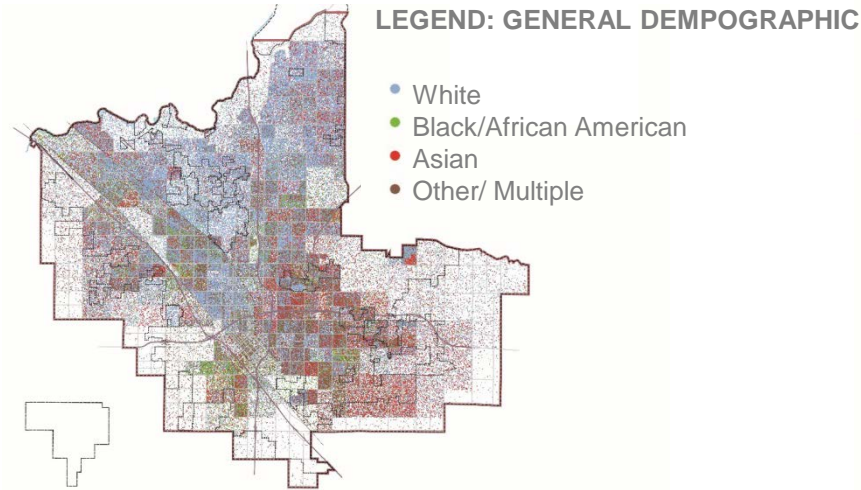 LEGEND: GENERAL DEMPOGRAPHIC
White
Black/African American
Asian
Other/ Multiple